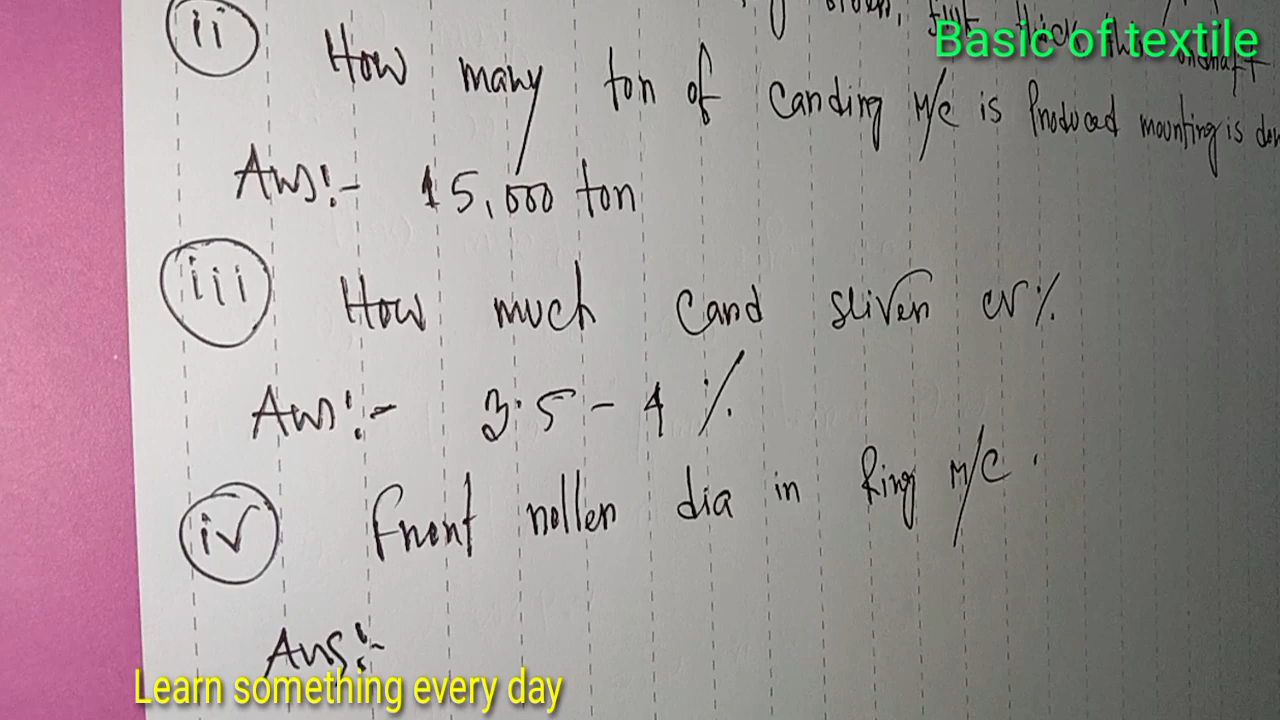 Basic of textile
ii How many ton of Carding M/C is Produced mounting is
Ans:- 15,000 ton
iii How much Card sliver CV%
Ans:- 3.5 - 4 %
iv Front roller dia in Ring M/C.
Ans:-
Learn something every day